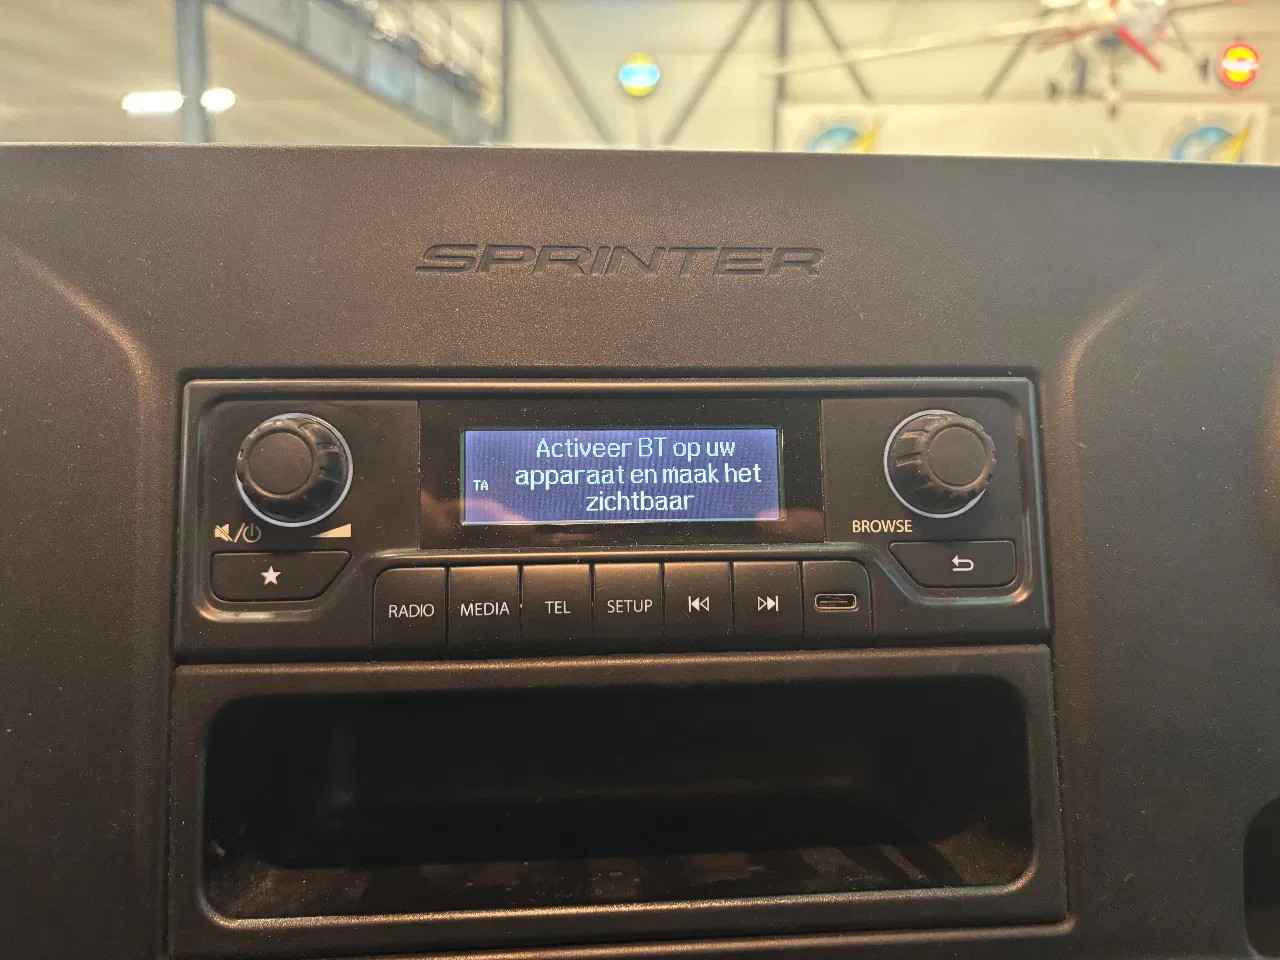 SPRINTER
Activeer BT op uw
TA
apparaat en maak het
zichtbaar
BROWSE
RADIO
MEDIA
TEL
SETUP